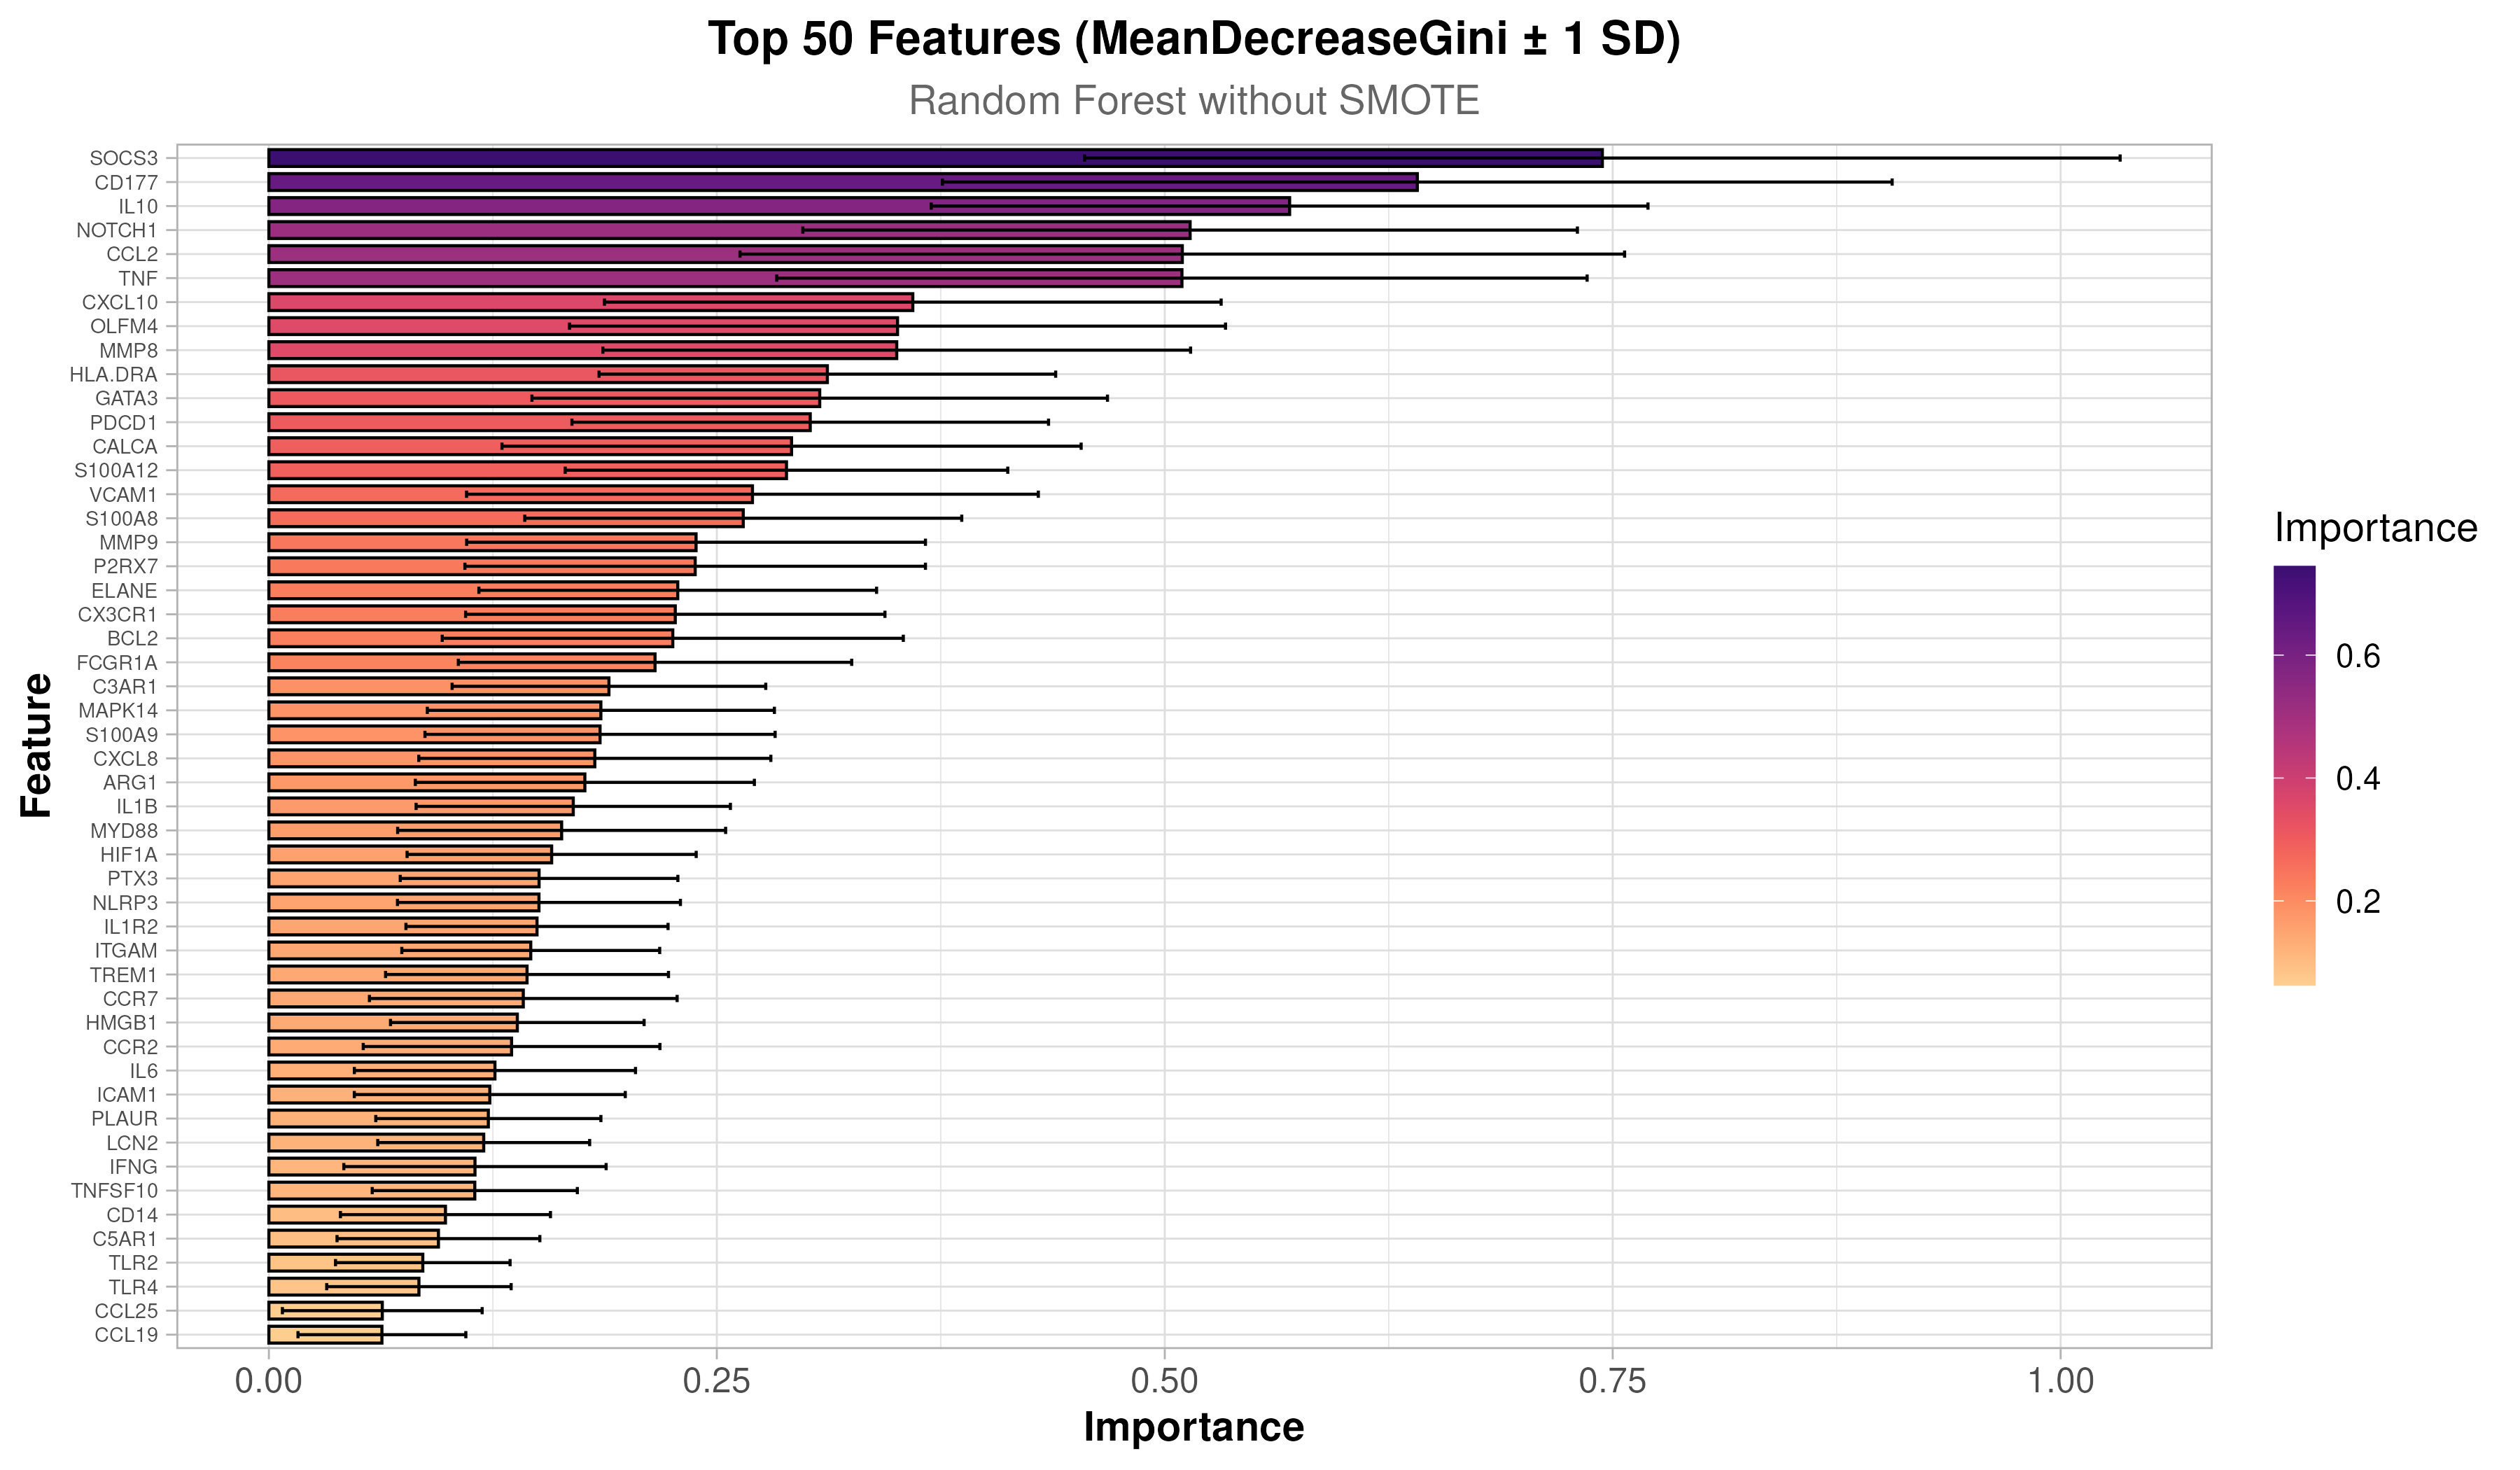 Top 50 Features (MeanDecreaseGini ± 1 SD)
Random Forest without SMOTE
Feature
SOCS3
CD177
IL10
NOTCH1
CCL2
TNF
CXCL10
OLFM4
MMP8
HLA.DRA
GATA3
PDCD1
CALCA
S100A12
VCAM1
S100A8
MMP9
P2RX7
ELANE
CX3CR1
BCL2
FCGR1A
C3AR1
MAPK14
S100A9
CXCL8
ARG1
IL1B
MYD88
HIF1A
PTX3
NLRP3
IL1R2
ITGAM
TREM1
CCR7
HMGB1
CCR2
IL6
ICAM1
PLAUR
LCN2
IFNG
TNFSF10
CD14
C5AR1
TLR2
TLR4
CCL25
CCL19
0.00 0.25 0.50 0.75 1.00
Importance
Importance
0.6
0.4
0.2